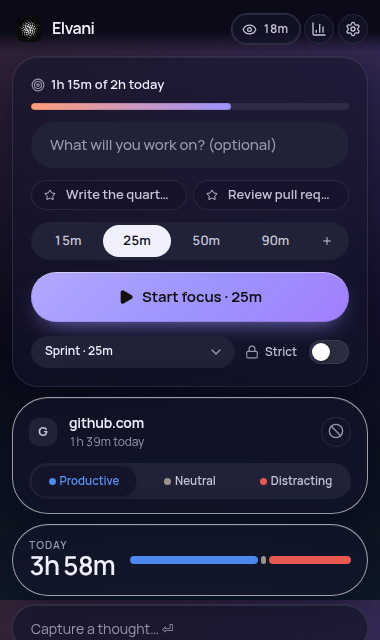 Elvani
18m
1h 15m of 2h today
What will you work on? (optional)
Write the quart...
Review pull req...
15m
25m
50m
90m
+
Start focus · 25m
Sprint · 25m
Strict
G
github.com
1h 39m today
Productive
Neutral
Distracting
TODAY
3h 58m
Capture a thought... ⏎